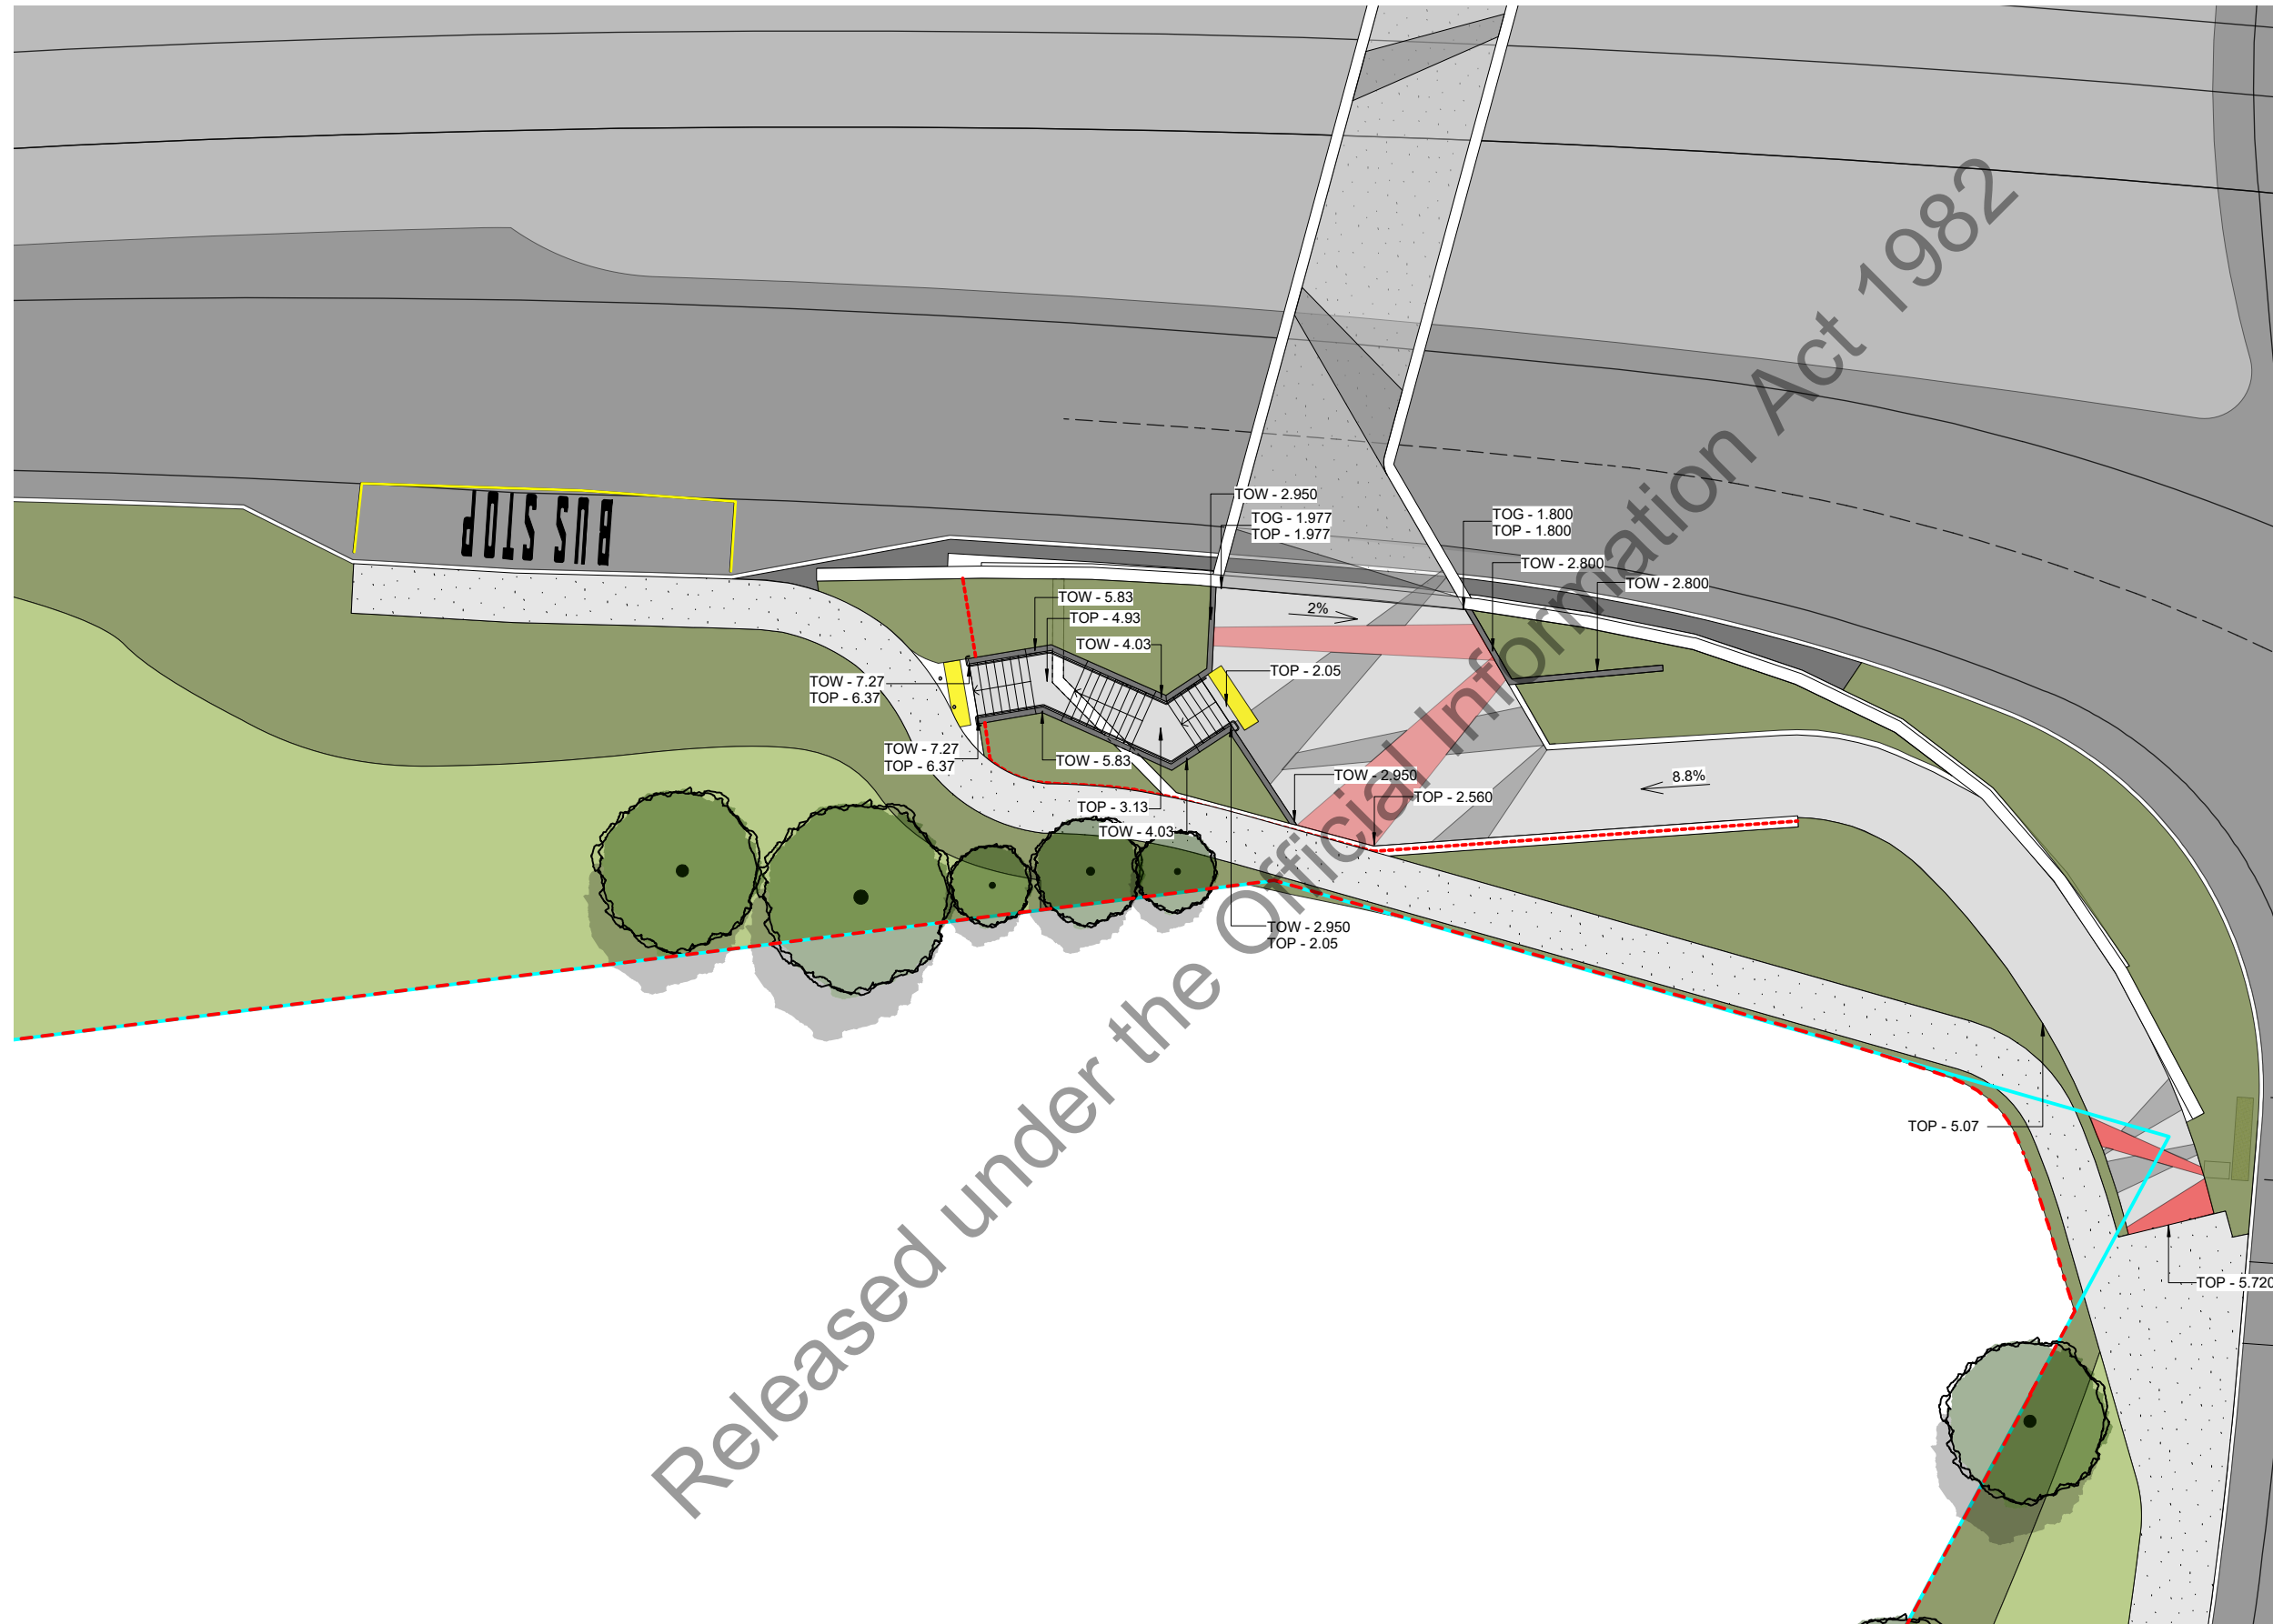 BUS STOP
TOW - 2.950
TOG - 1.977
TOP - 1.977
TOG - 1.800
TOP - 1.800
TOW - 2.800
TOW - 2.800
TOW - 5.83
2%
TOP - 4.93
TOW - 4.03
TOP - 2.05
TOW - 7.27
TOP - 6.37
TOW - 7.27
TOP - 6.37
TOW - 5.83
TOW - 2.950
8.8%
TOP - 2.560
TOP - 3.13
TOW - 4.03
TOW - 2.950
TOP - 2.05
TOP - 5.07
TOP - 5.720
Released under the Official Information Act 1982